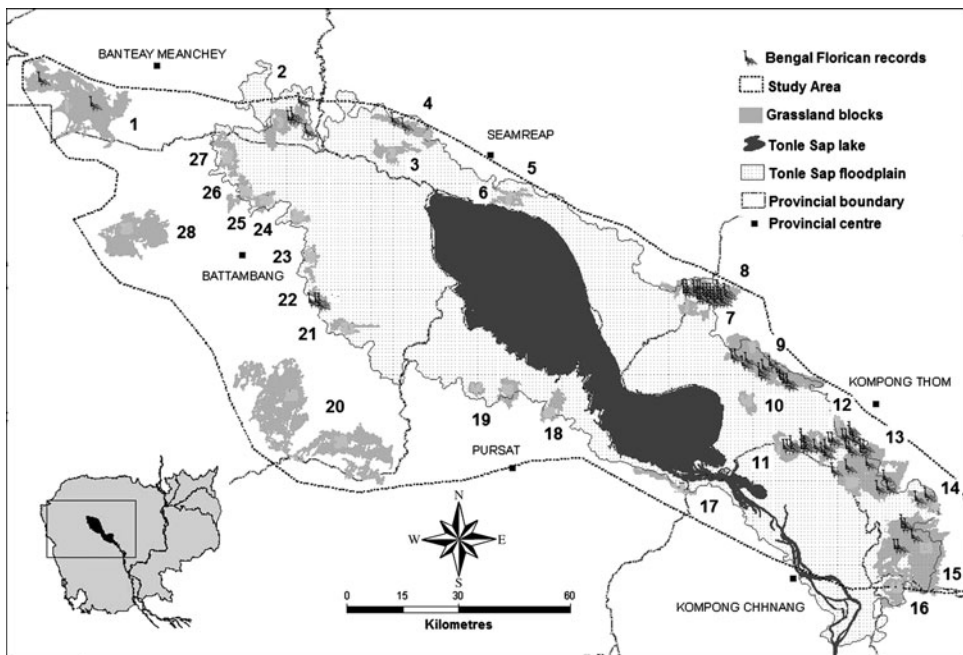 BANTEAY MEANCHEY
2
Bengal Florican records
Study Area
Grassland blocks
Tonle Sap lake
Tonle Sap floodplain
Provincial boundary
Provincial centre
1
4
SEAMREAP
3
5
6
27
26
25
24
28
23
BATTAMBANG
22
21
8
7
9
KOMPONG THOM
10
12
13
20
19
18
PURSAT
11
14
17
N
W
E
S
15
16
KOMPONG CHHNANG
0 15 30 60
Kilometres